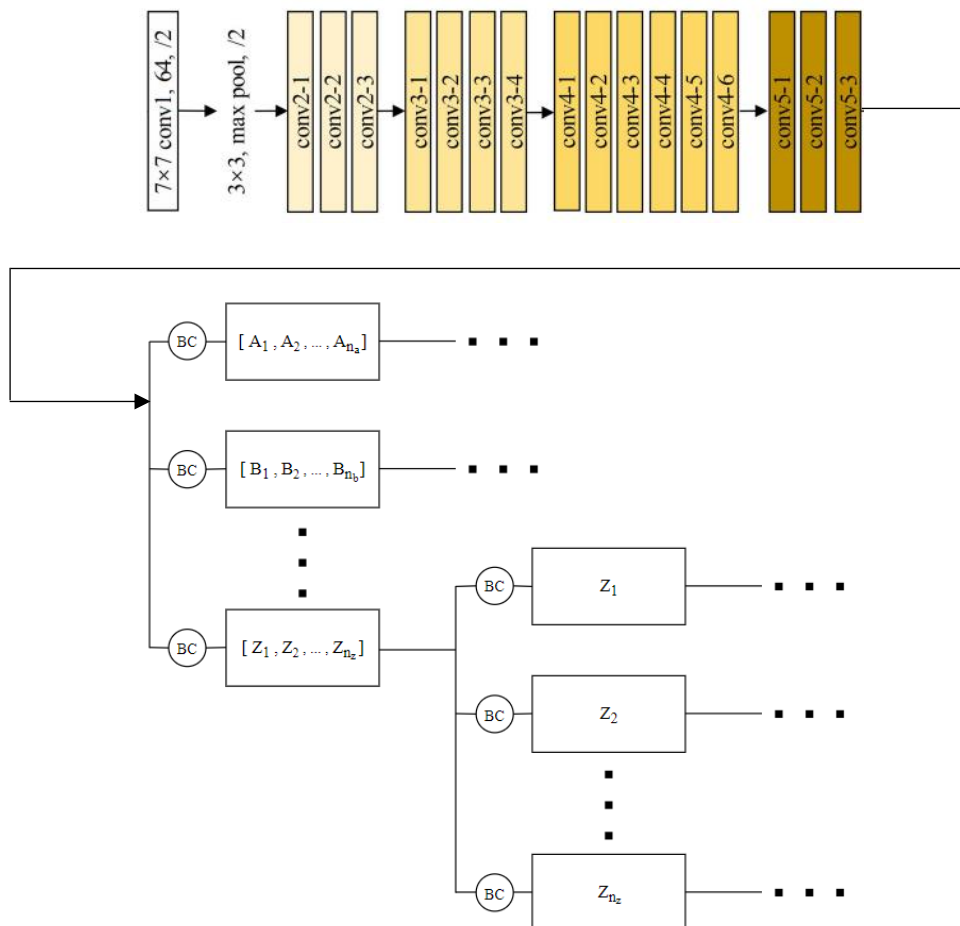 7×7 conv1, 64, /2
3×3, max pool, /2
conv2-1
conv2-2
conv2-3
conv3-1
conv3-2
conv3-3
conv3-4
conv4-1
conv4-2
conv4-3
conv4-4
conv4-5
conv4-6
conv5-1
conv5-2
conv5-3
BC
[ A₁ , A₂ , ... , Aₙₐ ]
BC
[ B₁ , B₂ , ... , Bn_b ]
BC
[ Z₁ , Z₂ , ... , Zn_z ]
BC
Z₁
BC
Z₂
BC
Zn_z